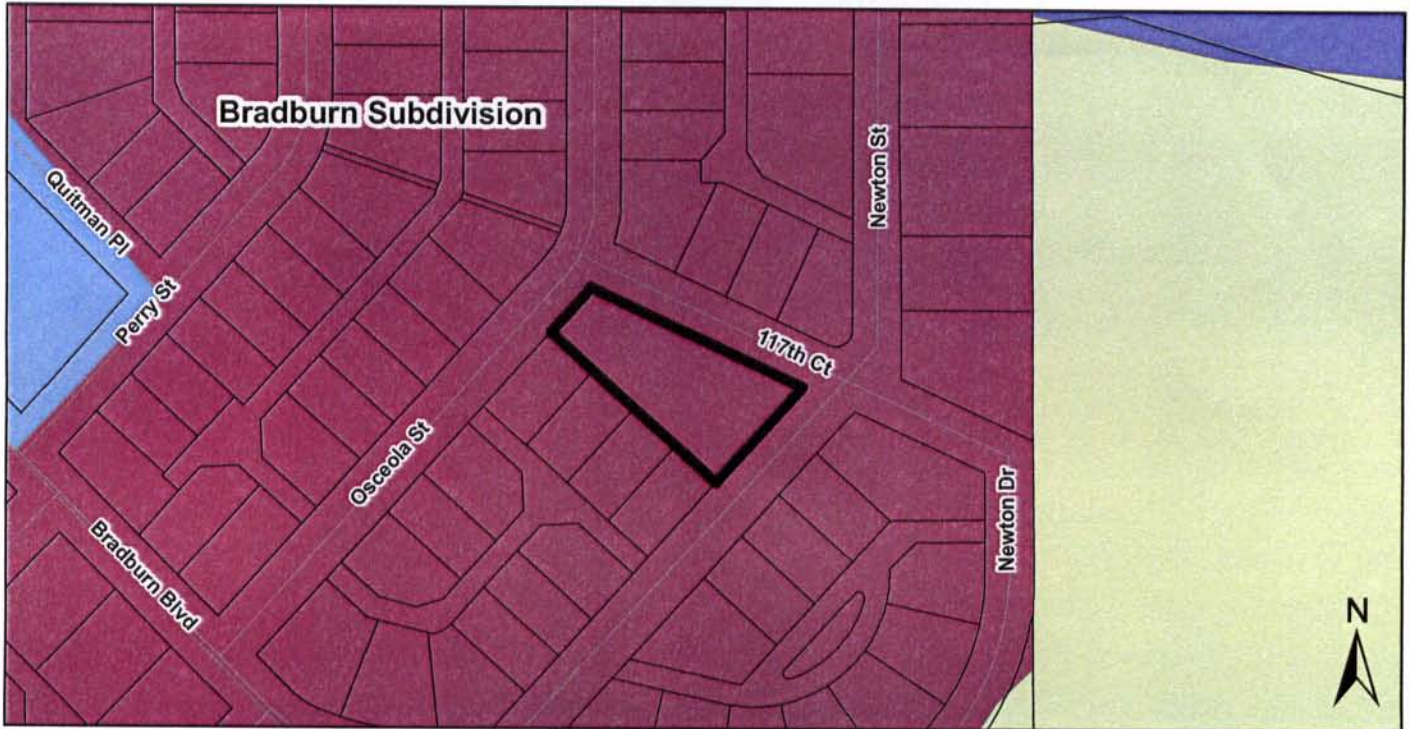 Bradburn Subdivision
Quitman Pl
Newton St
Perry St
117th Ct
Osceola St
Newton Dr
Bradburn Blvd
N